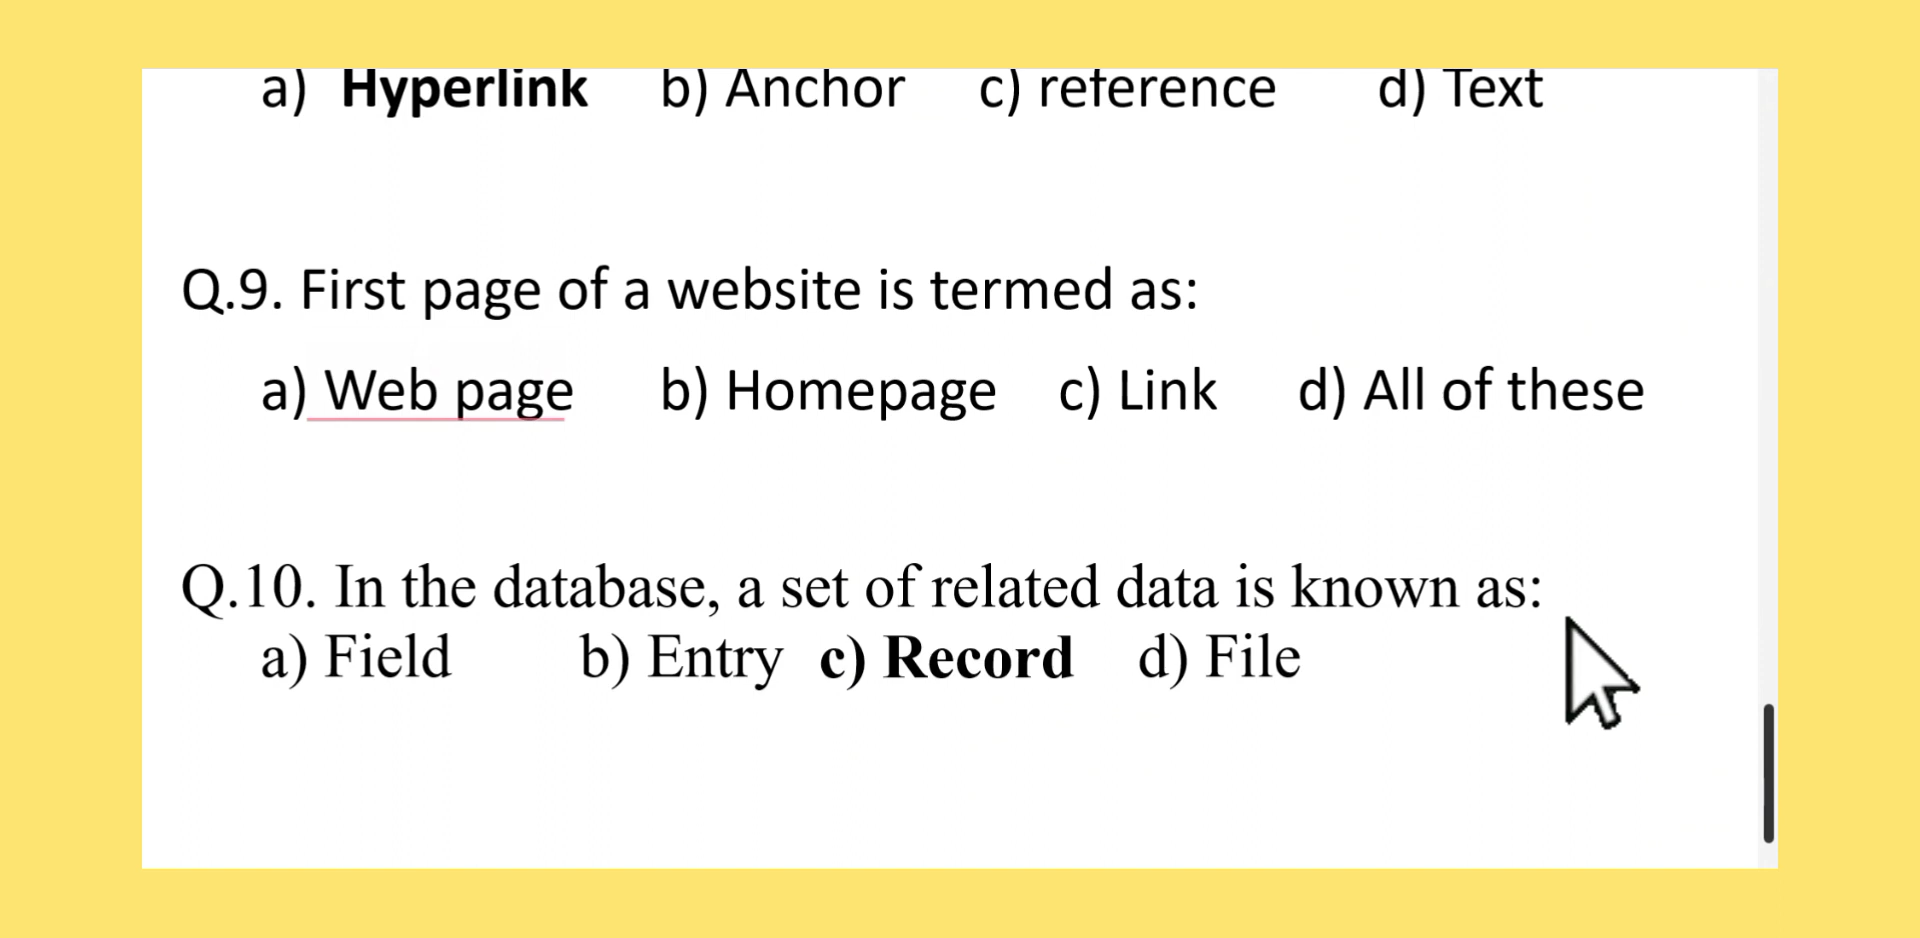 a) Hyperlink b) Anchor c) reference d) Text
Q.9. First page of a website is termed as:
a) Web page b) Homepage c) Link d) All of these
Q.10. In the database, a set of related data is known as:
a) Field b) Entry c) Record d) File